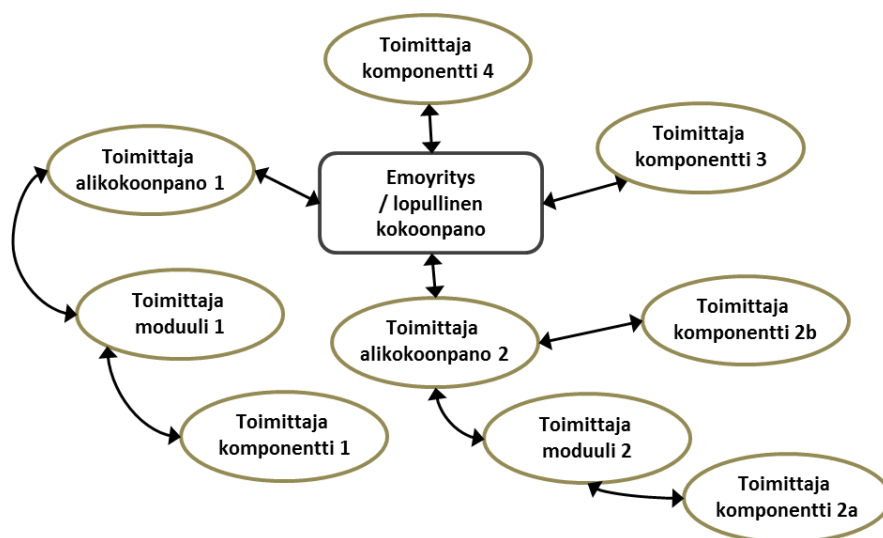 Toimittaja
komponentti 4
Toimittaja
komponentti 3
Toimittaja
alikokoonpano 1
Emoyritys
/ lopullinen
kokoonpano
Toimittaja
moduuli 1
Toimittaja
alikokoonpano 2
Toimittaja
komponentti 2b
Toimittaja
komponentti 1
Toimittaja
moduuli 2
Toimittaja
komponentti 2a